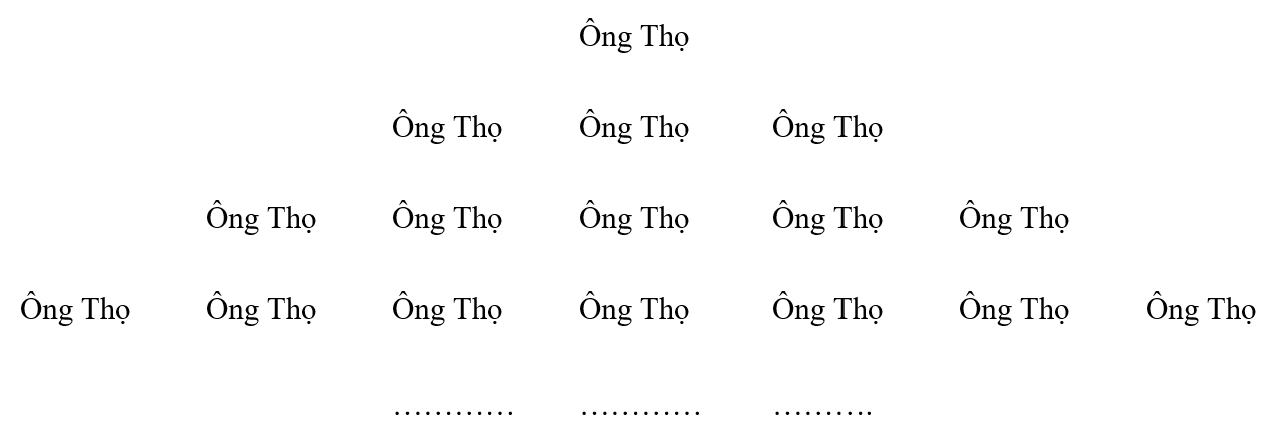 Ông Thọ
Ông Thọ Ông Thọ Ông Thọ
Ông Thọ Ông Thọ Ông Thọ Ông Thọ Ông Thọ
Ông Thọ Ông Thọ Ông Thọ Ông Thọ Ông Thọ Ông Thọ Ông Thọ
………… ………… ……….